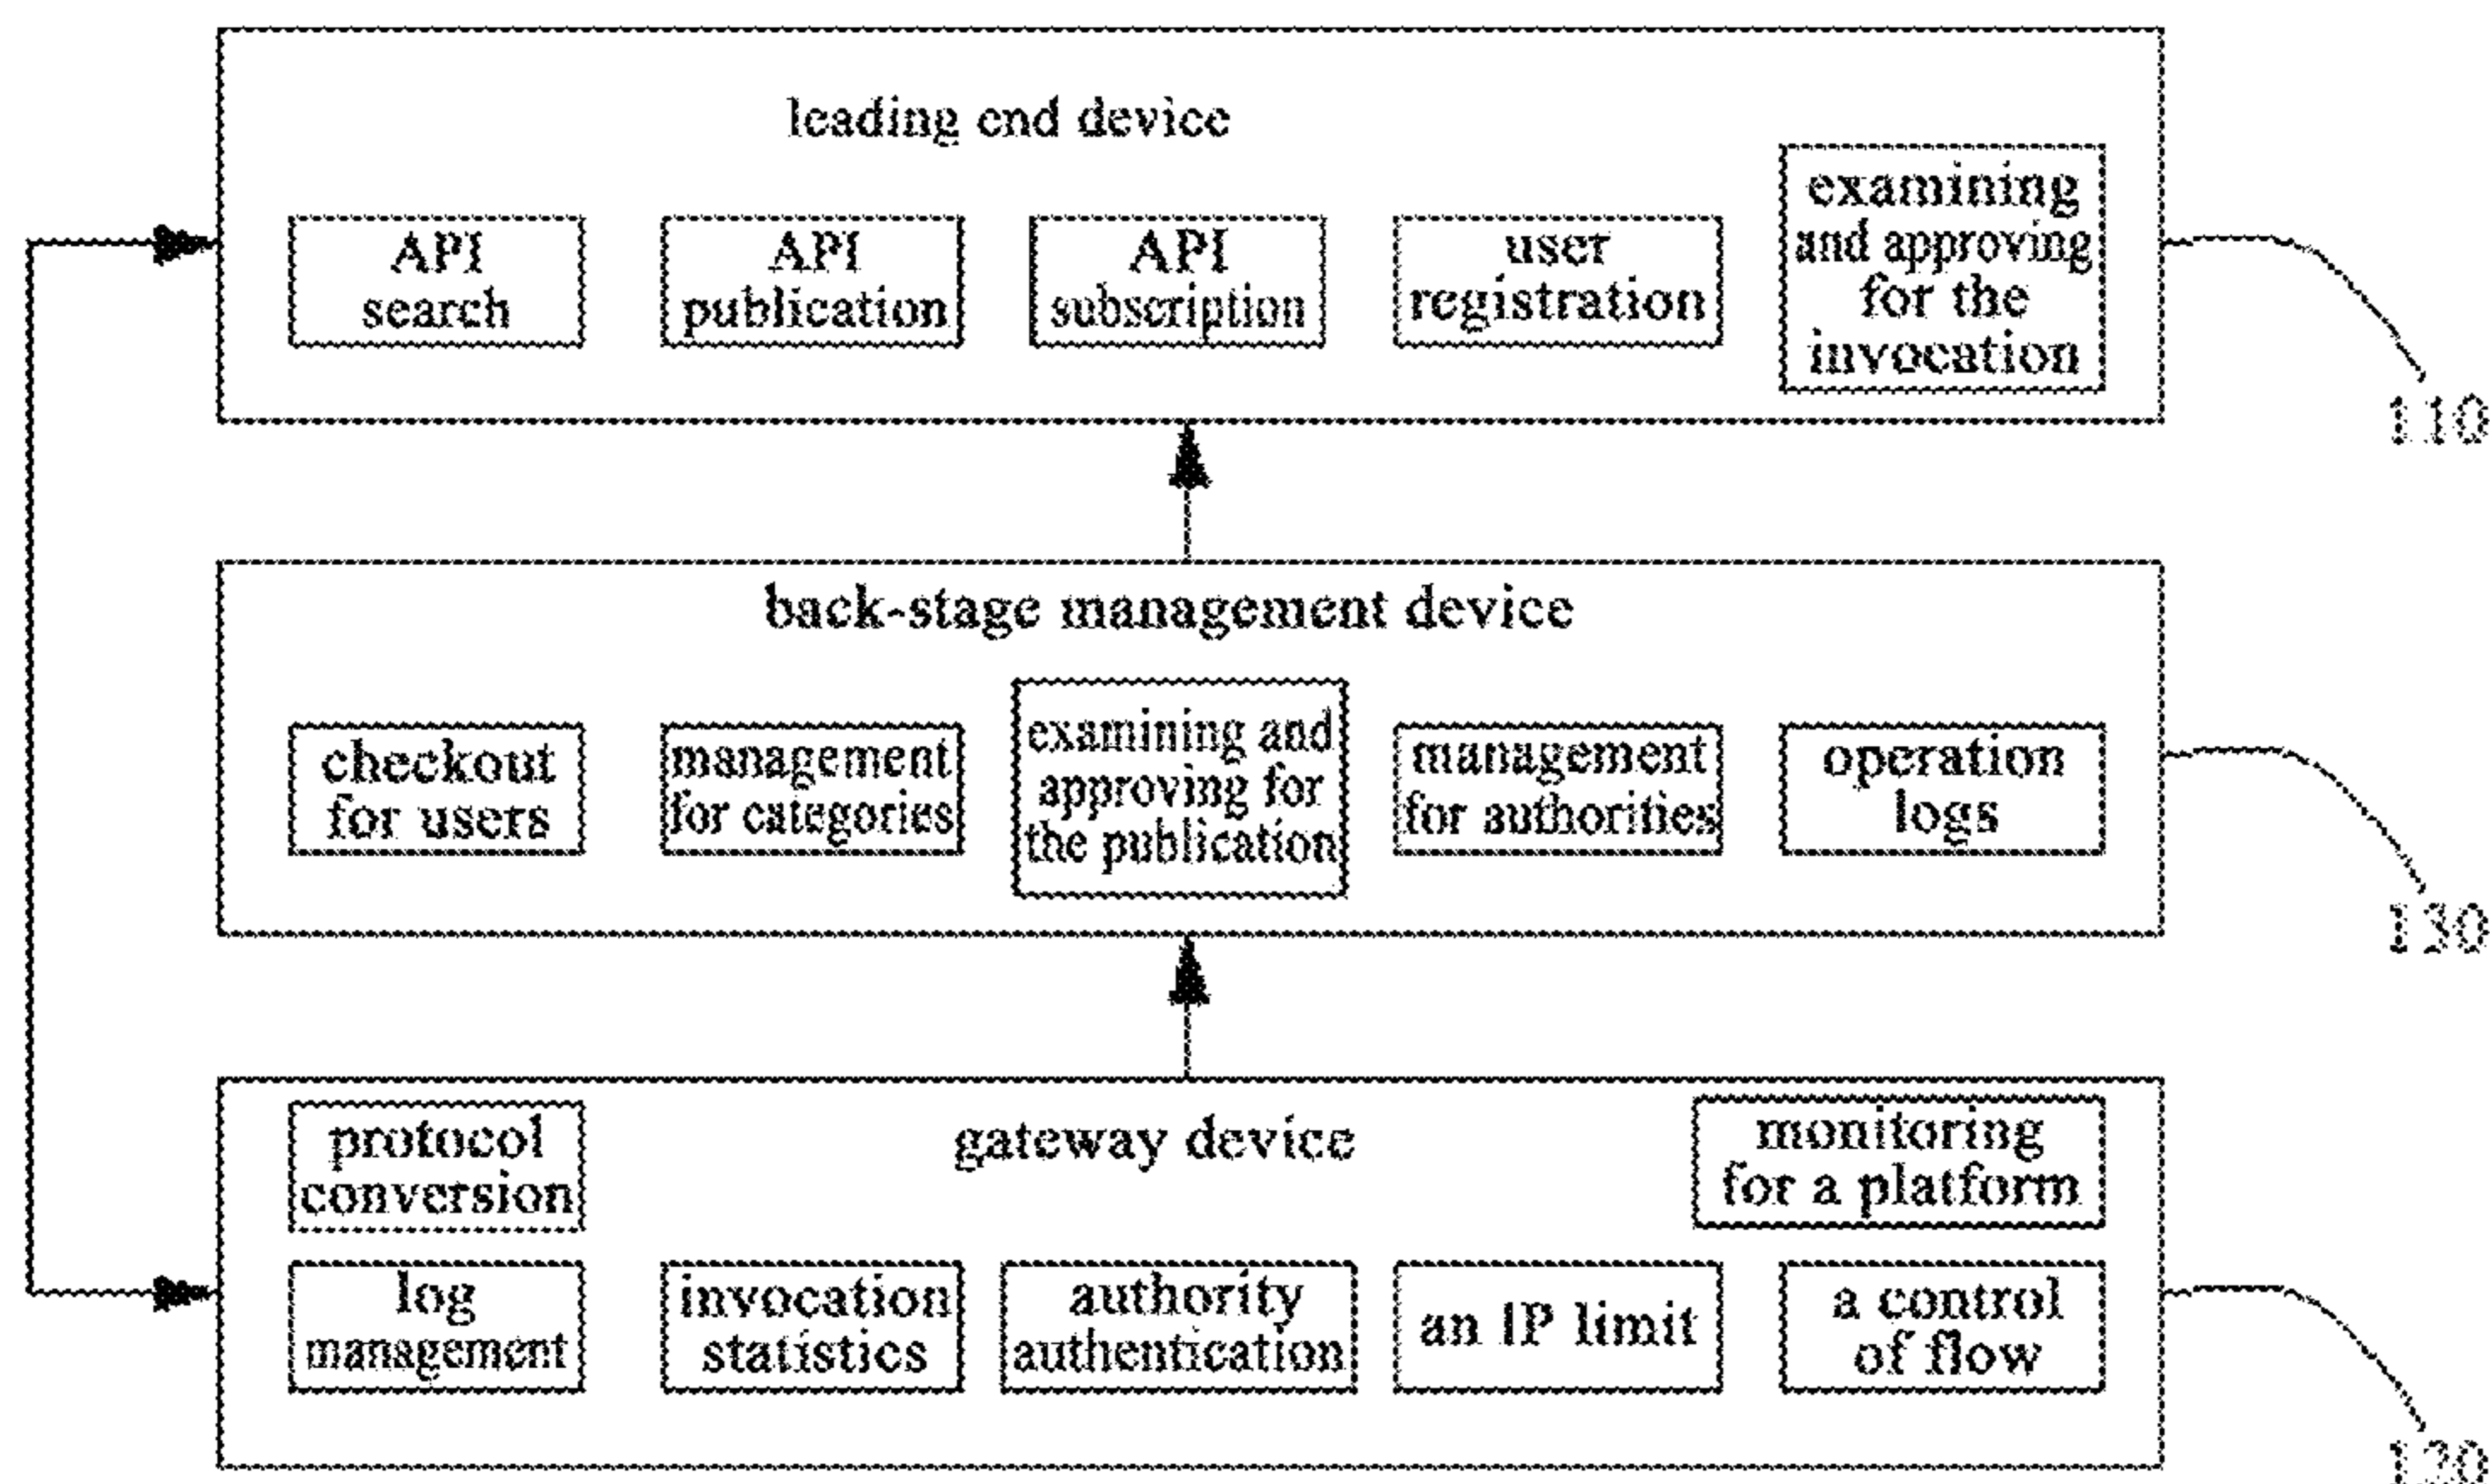 leading end device
API
search
API
publication
API
subscription
user
registration
examining
and approving
for the
invocation
110
back-stage management device
checkout
for users
management
for categories
examining and
approving for
the publication
management
for authorities
operation
logs
130
protocol
conversion
gateway device
monitoring
for a platform
log
management
invocation
statistics
authority
authentication
an IP limit
a control
of flow
120